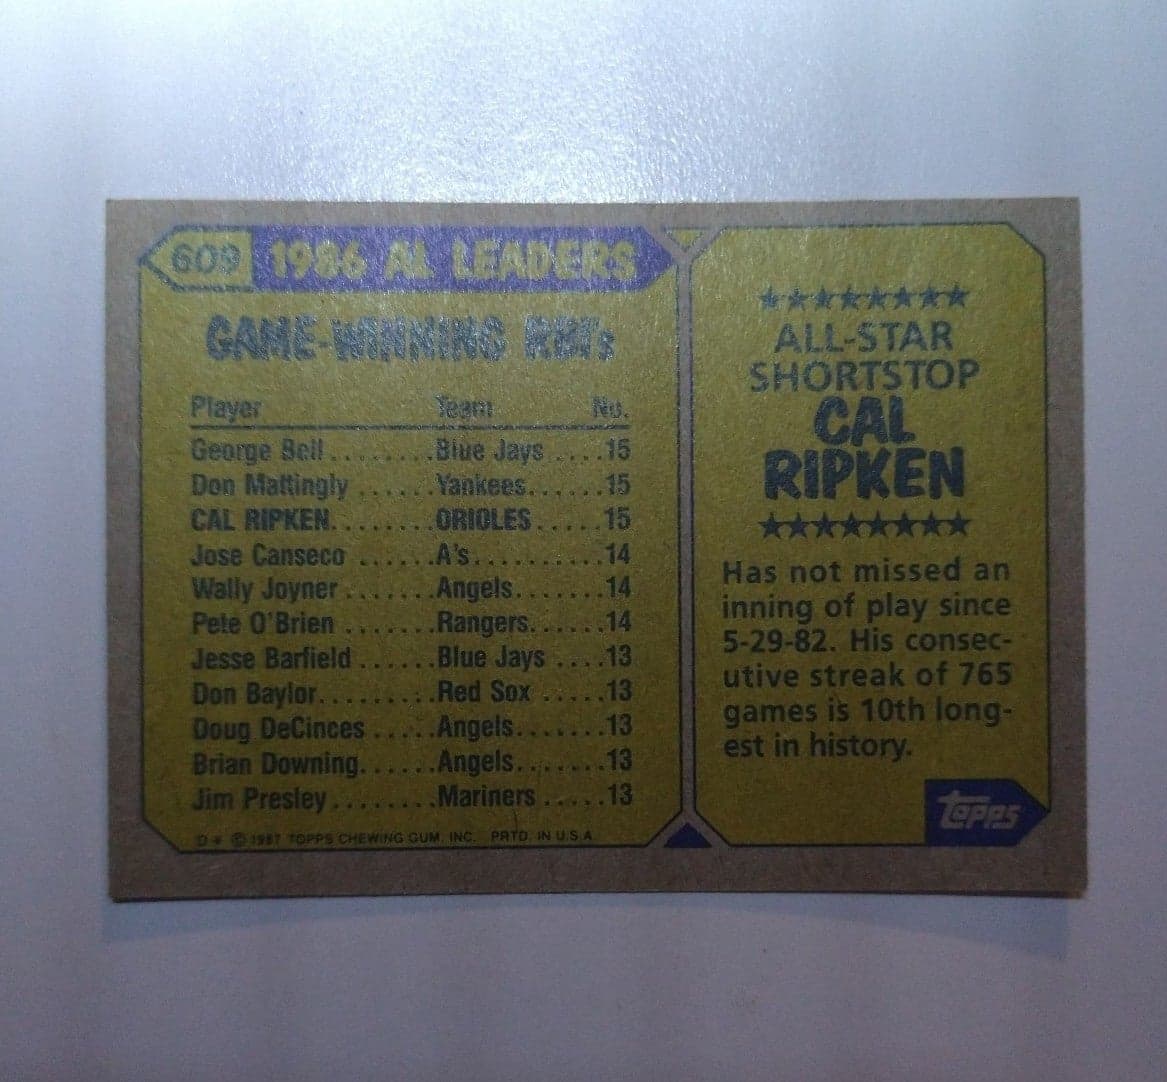 609 1986 AL LEADERS
GAME-WINNING RBI's
Player Team No.
George Bell........Blue Jays....15
Don Mattingly......Yankees......15
CAL RIPKEN........ORIOLES.....15
Jose Canseco......A's..........14
Wally Joyner.......Angels.......14
Pete O'Brien.......Rangers......14
Jesse Barfield......Blue Jays....13
Don Baylor.........Red Sox.....13
Doug DeCinces....Angels.......13
Brian Downing......Angels.......13
Jim Presley........Mariners.....13
D * © 1987 TOPPS CHEWING GUM, INC. PRTD. IN U.S.A.
★★★★★★★★
ALL-STAR
SHORTSTOP
CAL
RIPKEN
★★★★★★★★
Has not missed an
inning of play since
5-29-82. His consec-
utive streak of 765
games is 10th long-
est in history.
topps